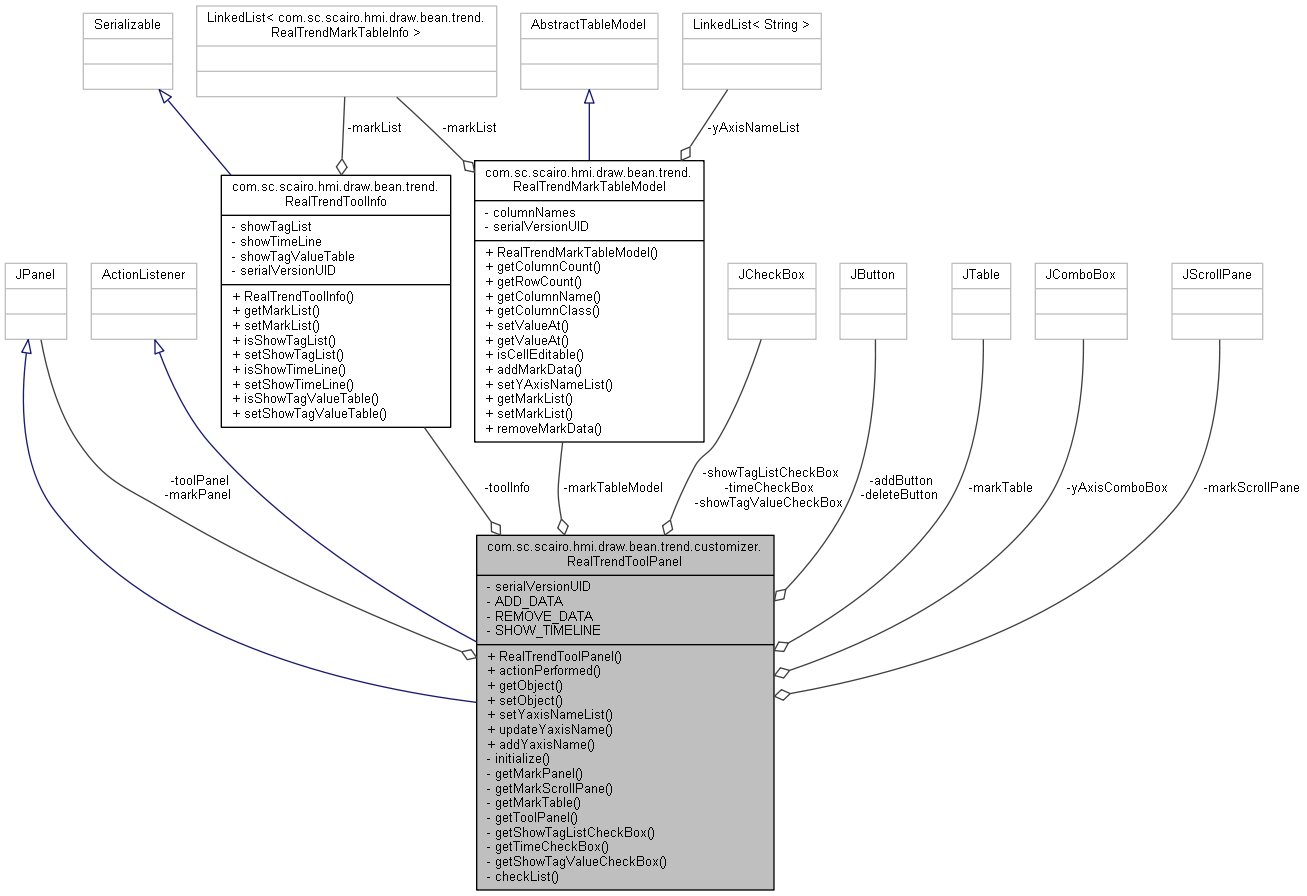 Serializable
LinkedList< com.sc.scairo.hmi.draw.bean.trend.
RealTrendMarkTableInfo >
AbstractTableModel
LinkedList< String >
-markList
-markList
-yAxisNameList
com.sc.scairo.hmi.draw.bean.trend.
RealTrendToolInfo
- showTagList
- showTimeLine
- showTagValueTable
- serialVersionUID
+ RealTrendToolInfo()
+ getMarkList()
+ setMarkList()
+ isShowTagList()
+ setShowTagList()
+ isShowTimeLine()
+ setShowTimeLine()
+ isShowTagValueTable()
+ setShowTagValueTable()
com.sc.scairo.hmi.draw.bean.trend.
RealTrendMarkTableModel
- columnNames
- serialVersionUID
+ RealTrendMarkTableModel()
+ getColumnCount()
+ getRowCount()
+ getColumnName()
+ getColumnClass()
+ setValueAt()
+ getValueAt()
+ isCellEditable()
+ addMarkData()
+ setYAxisNameList()
+ getMarkList()
+ setMarkList()
+ removeMarkData()
JPanel
ActionListener
JCheckBox
JButton
JTable
JComboBox
JScrollPane
-toolPanel
-markPanel
-toolInfo
-markTableModel
-showTagListCheckBox
-timeCheckBox
-showTagValueCheckBox
-addButton
-deleteButton
-markTable
-yAxisComboBox
-markScrollPane
com.sc.scairo.hmi.draw.bean.trend.customizer.
RealTrendToolPanel
- serialVersionUID
- ADD_DATA
- REMOVE_DATA
- SHOW_TIMELINE
+ RealTrendToolPanel()
+ actionPerformed()
+ getObject()
+ setObject()
+ setYaxisNameList()
+ updateYaxisName()
+ addYaxisName()
- initialize()
- getMarkPanel()
- getMarkScrollPane()
- getMarkTable()
- getToolPanel()
- getShowTagListCheckBox()
- getTimeCheckBox()
- getShowTagValueCheckBox()
- checkList()